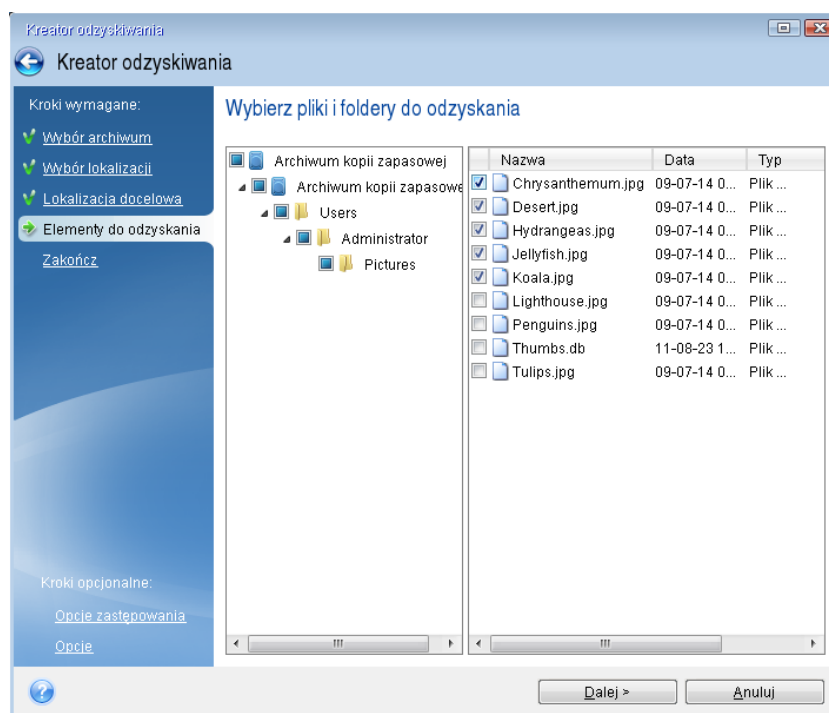 Kreator odzyskiwania
Kreator odzyskiwania
Kroki wymagane:
Wybór archiwum
Wybór lokalizacji
Lokalizacja docelowa
Elementy do odzyskania
Zakończ
Kroki opcjonalne:
Opcje zastępowania
Opcje
Wybierz pliki i foldery do odzyskania
Archiwum kopii zapasowej
Archiwum kopii zapasowe
Users
Administrator
Pictures
Nazwa Data Typ
Chrysanthemum.jpg 09-07-14 0... Plik ...
Desert.jpg 09-07-14 0... Plik ...
Hydrangeas.jpg 09-07-14 0... Plik ...
Jellyfish.jpg 09-07-14 0... Plik ...
Koala.jpg 09-07-14 0... Plik ...
Lighthouse.jpg 09-07-14 0... Plik ...
Penguins.jpg 09-07-14 0... Plik ...
Thumbs.db 11-08-23 1... Plik ...
Tulips.jpg 09-07-14 0... Plik ...
Dalej > Anuluj